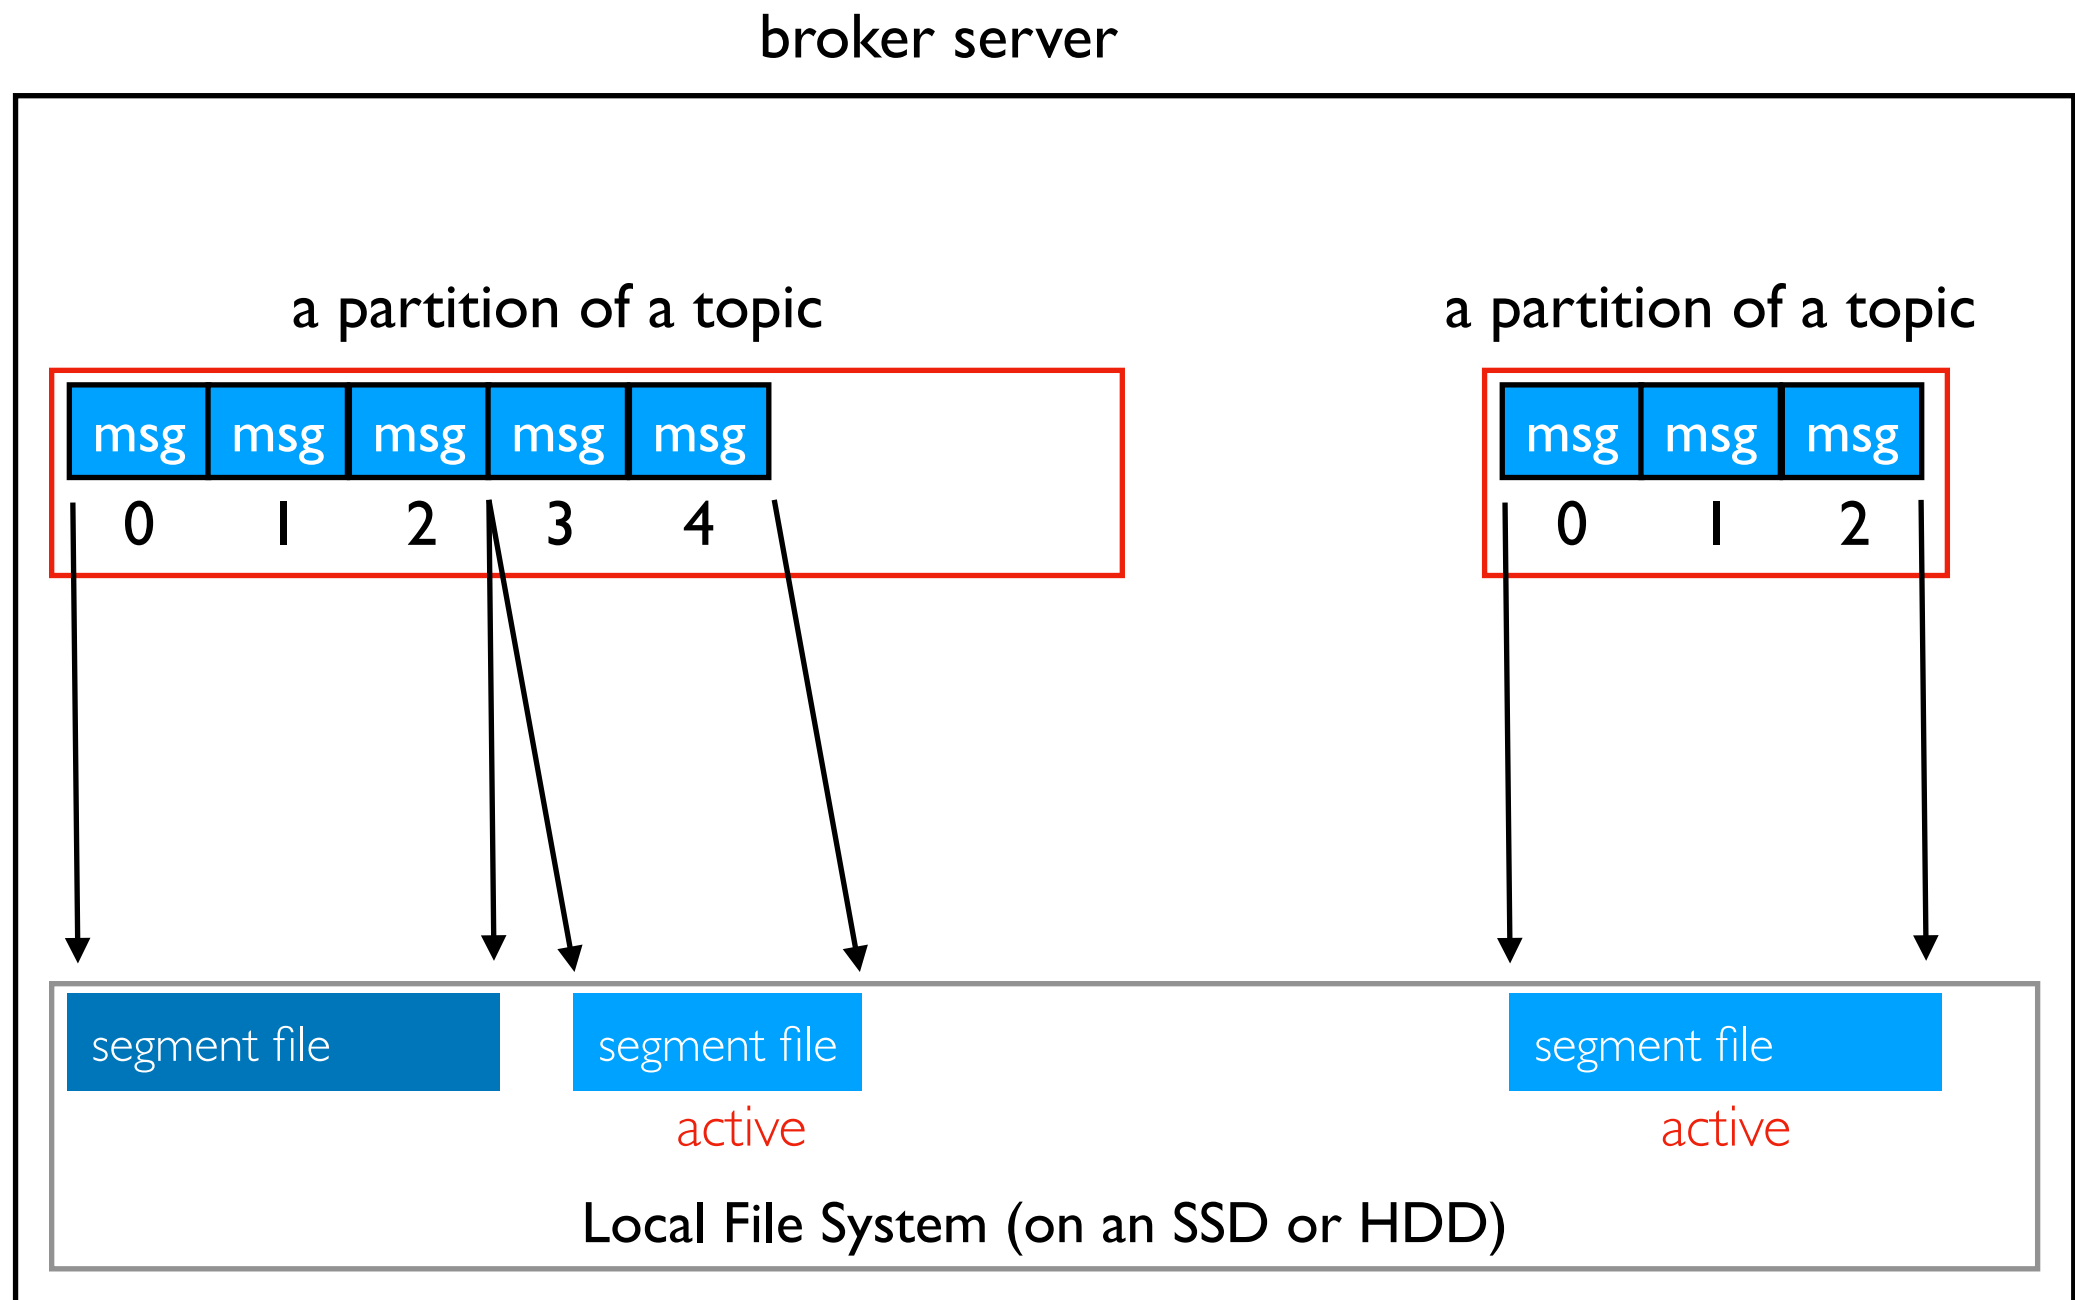 broker server
a partition of a topic
a partition of a topic
msg msg msg msg msg
msg msg msg
0 1 2 3 4
0 1 2
segment file
segment file
segment file
active
active
Local File System (on an SSD or HDD)